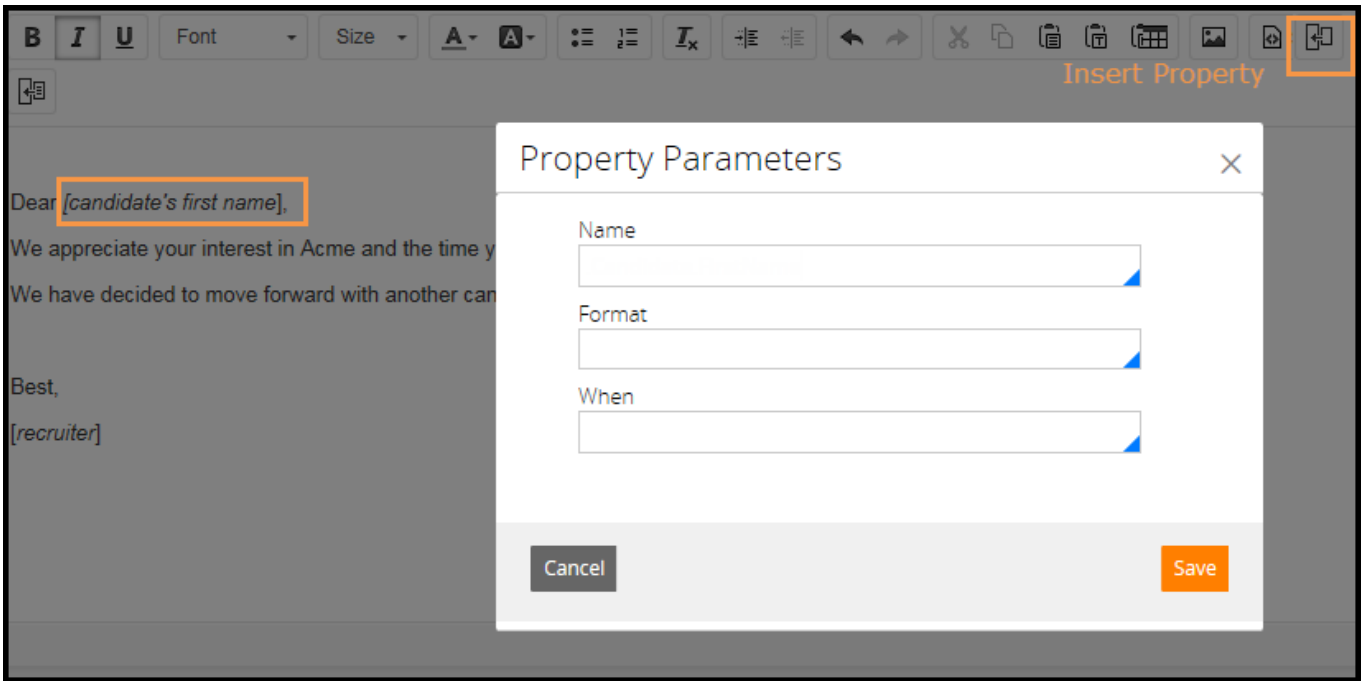 B I U Font Size A A Ix
Insert Property
Property Parameters
Dear [candidate's first name],
Name
We appreciate your interest in Acme and the time y
We have decided to move forward with another can
Format
When
Best,
[recruiter]
Cancel Save